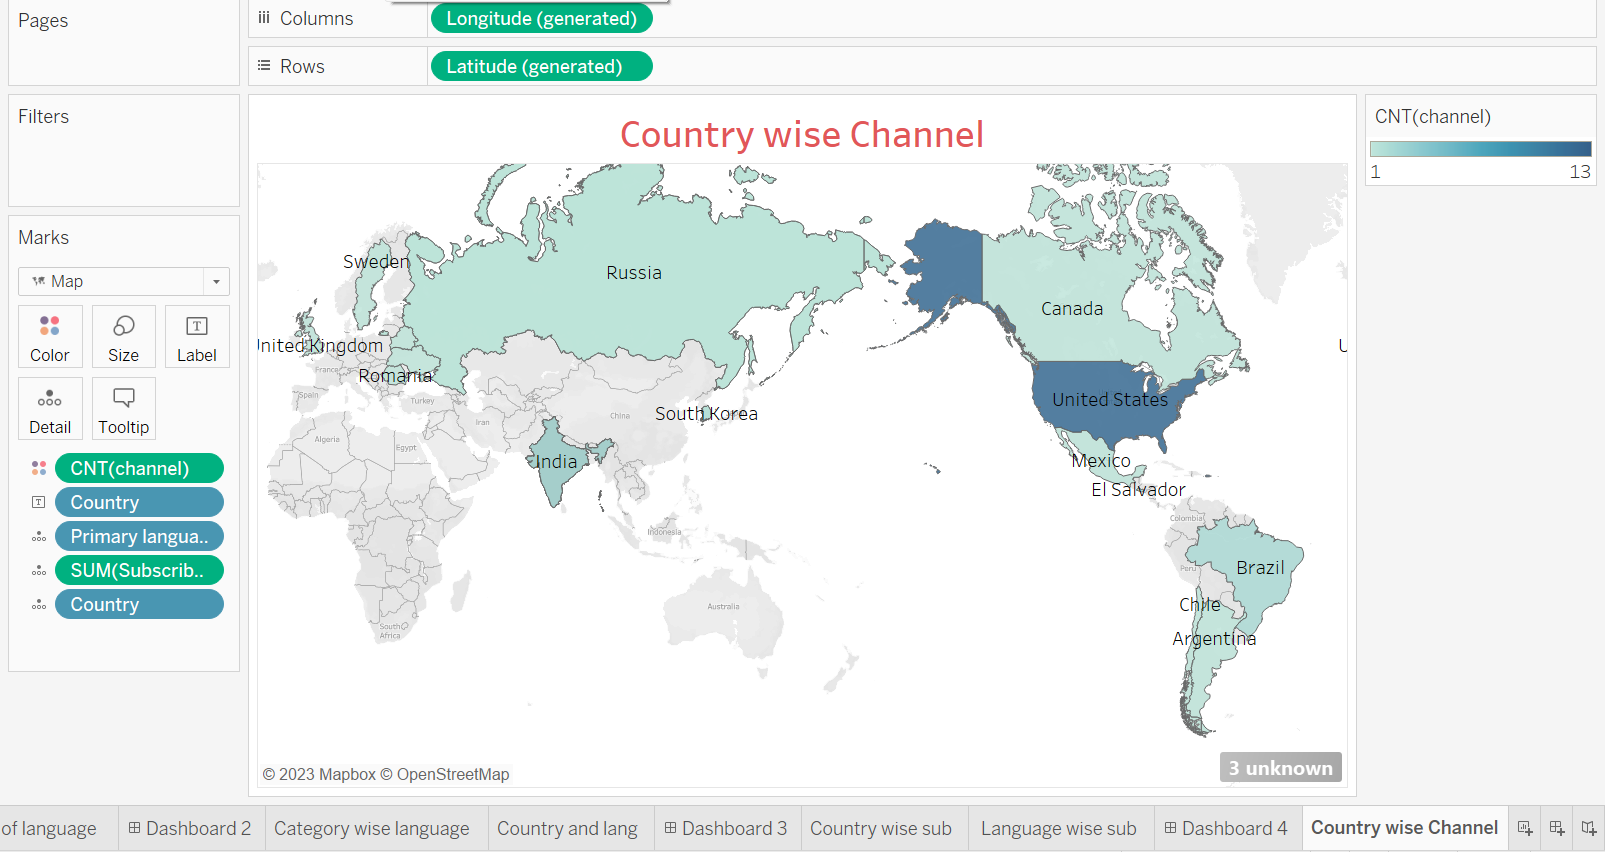 Pages
Columns
Longitude (generated)
Rows
Latitude (generated)
Filters
Marks
Map
Color
Size
Label
Detail
Tooltip
CNT(channel)
Country
Primary langua..
SUM(Subscrib..
Country
Country wise Channel
Sweden
Russia
Canada
United Kingdom
U
France
Romania
Spain
Turkey
United States
South Korea
China
Iran
Algeria
Egypt
India
Mexico
El Salvador
Colombia
Indonesia
Brazil
Peru
Australia
Chile
South
Africa
Argentina
© 2023 Mapbox © OpenStreetMap
3 unknown
CNT(channel)
1 13
of language
Dashboard 2
Category wise language
Country and lang
Dashboard 3
Country wise sub
Language wise sub
Dashboard 4
Country wise Channel